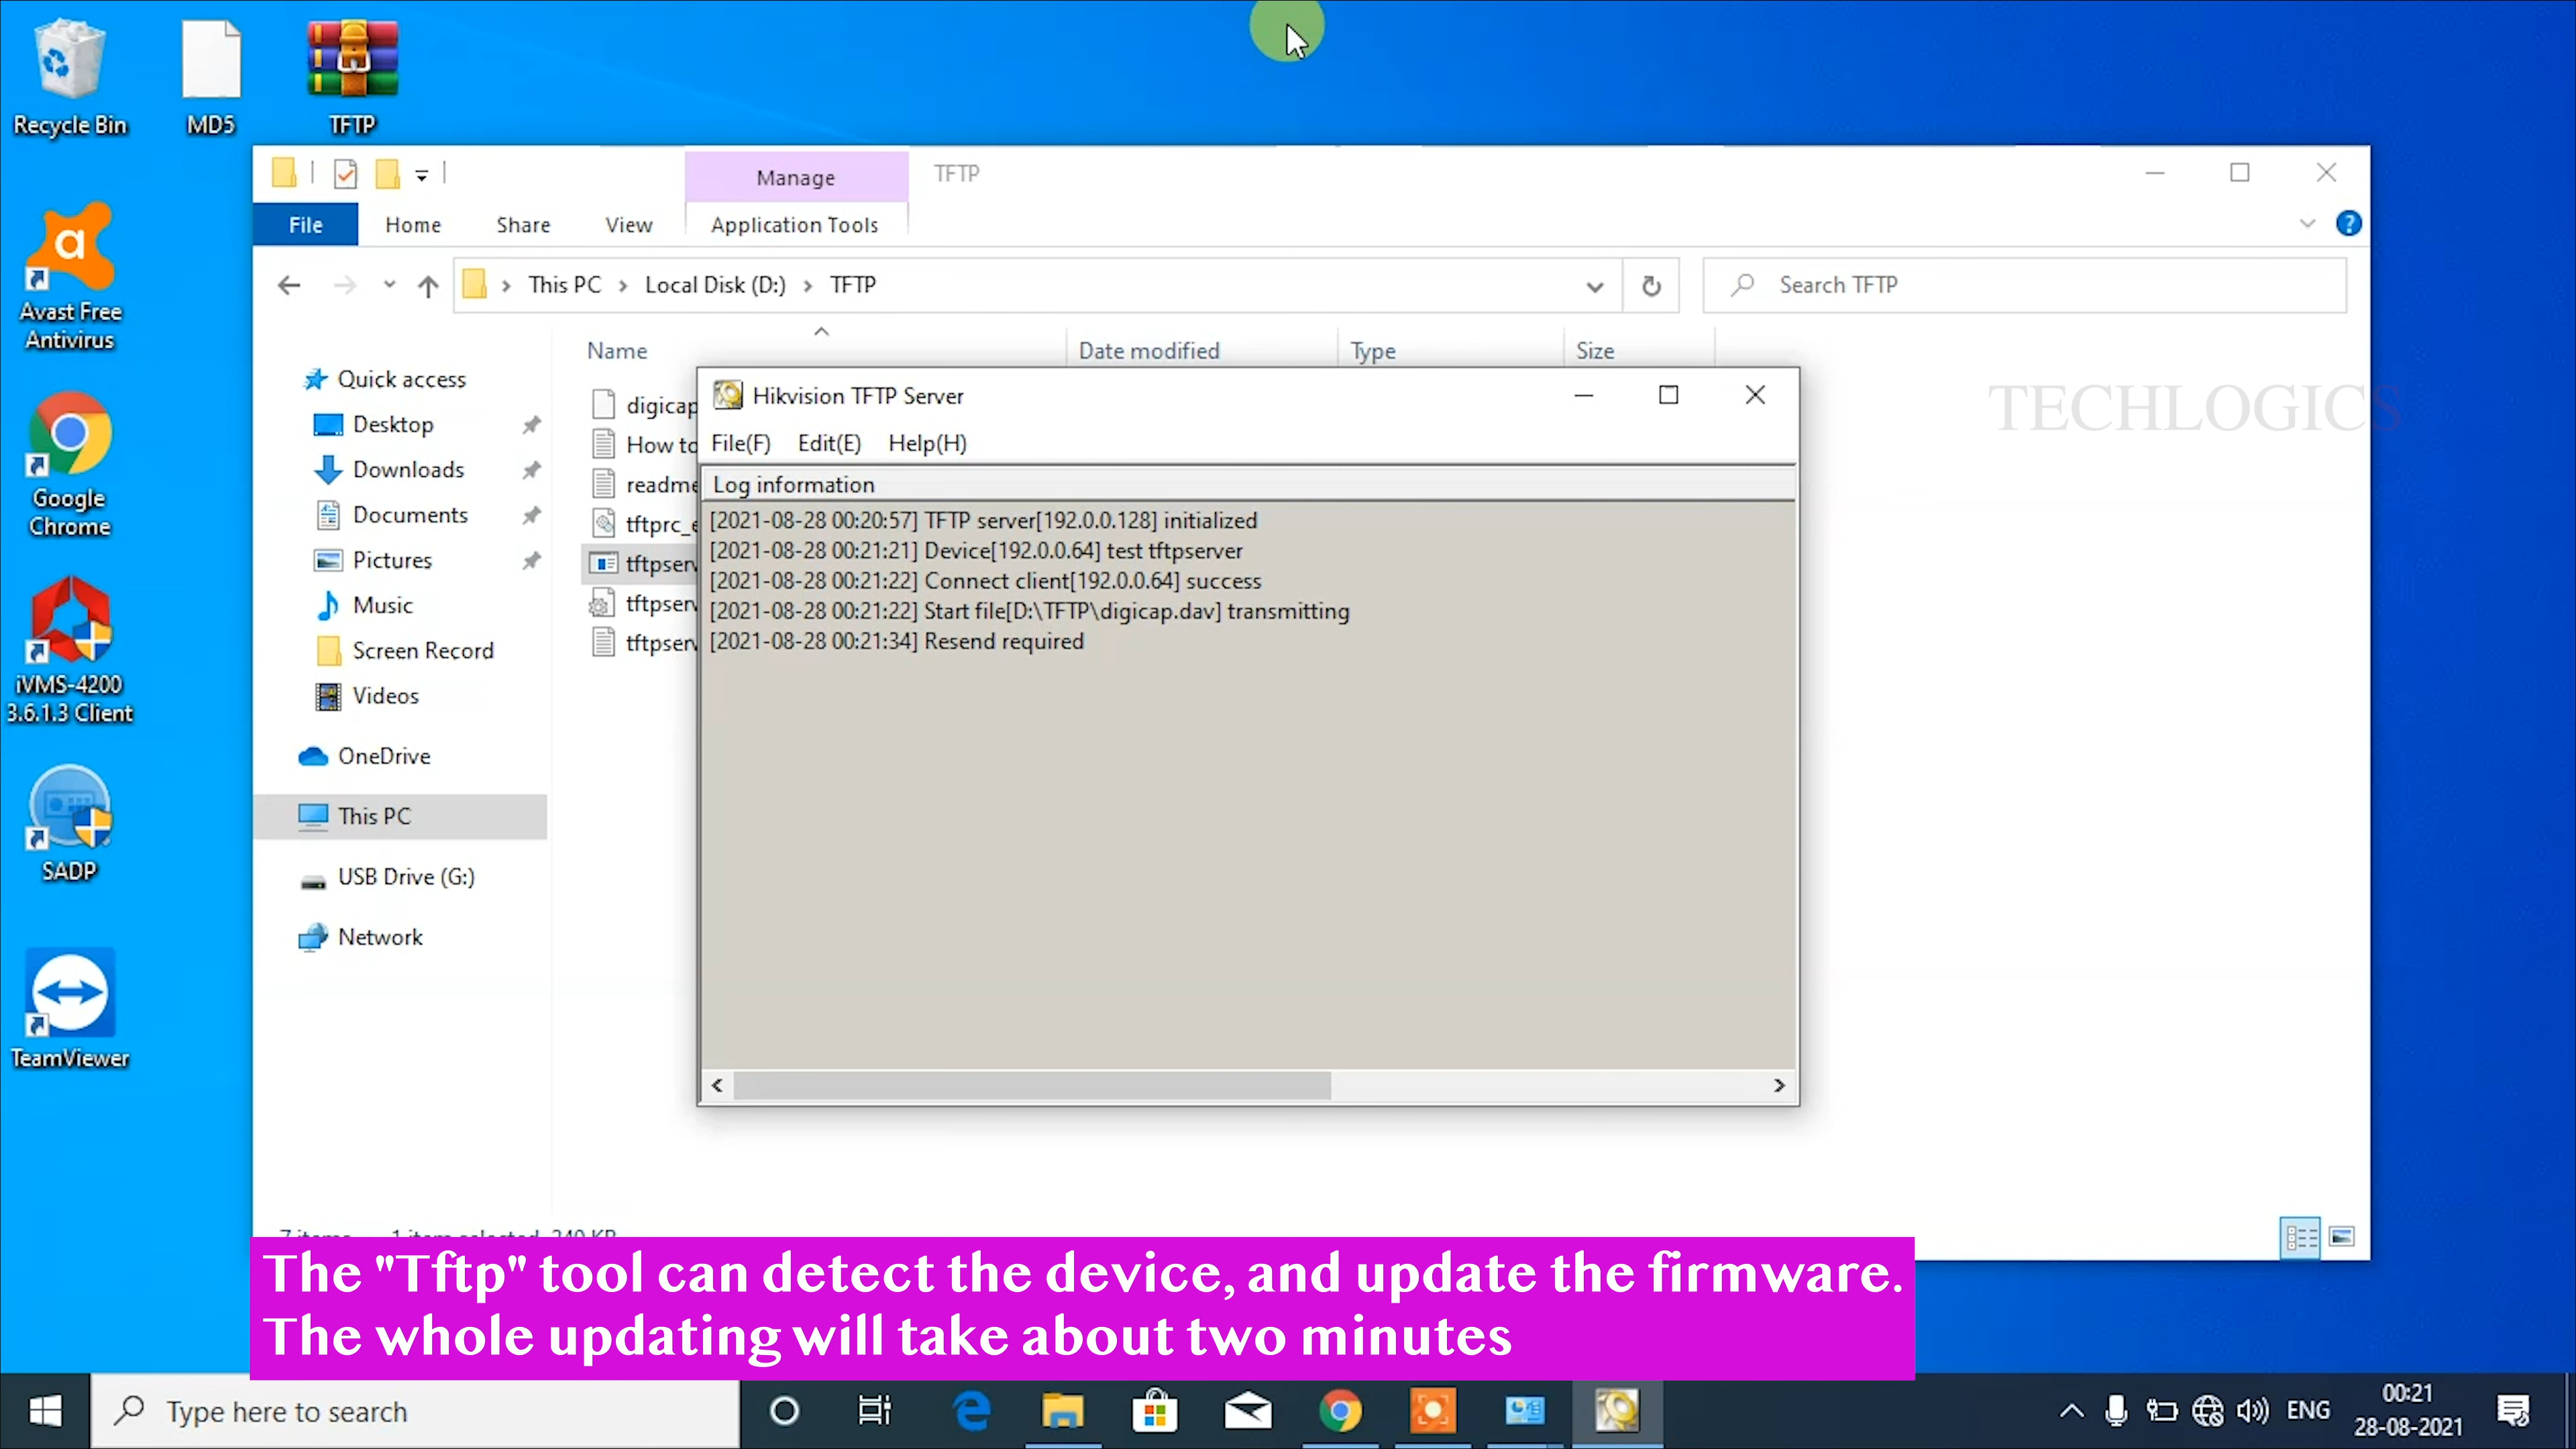 Recycle Bin
MD5
TFTP
Avast Free
Antivirus
Google
Chrome
iVMS-4200
3.6.1.3 Client
SADP
TeamViewer
Manage
TFTP
File
Home
Share
View
Application Tools
This PC
Local Disk (D:)
TFTP
Search TFTP
Name
Date modified
Type
Size
Quick access
Desktop
Downloads
Documents
Pictures
Music
Screen Record
Videos
OneDrive
This PC
USB Drive (G:)
Network
digicap
How to
readme
tftprc_e
tftpserv
tftpserv
tftpserv
Hikvision TFTP Server
File(F)
Edit(E)
Help(H)
Log information
[2021-08-28 00:20:57] TFTP server[192.0.0.128] initialized
[2021-08-28 00:21:21] Device[192.0.0.64] test tftpserver
[2021-08-28 00:21:22] Connect client[192.0.0.64] success
[2021-08-28 00:21:22] Start file[D:\TFTP\digicap.dav] transmitting
[2021-08-28 00:21:34] Resend required
TECHLOGICS
7 items 1 item selected 240 KB
The "Tftp" tool can detect the device, and update the firmware.
The whole updating will take about two minutes
Type here to search
ENG
00:21
28-08-2021